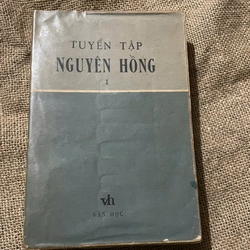 TUYỂN TẬP
NGUYÊN HỒNG
I
vh
VĂN HỌC